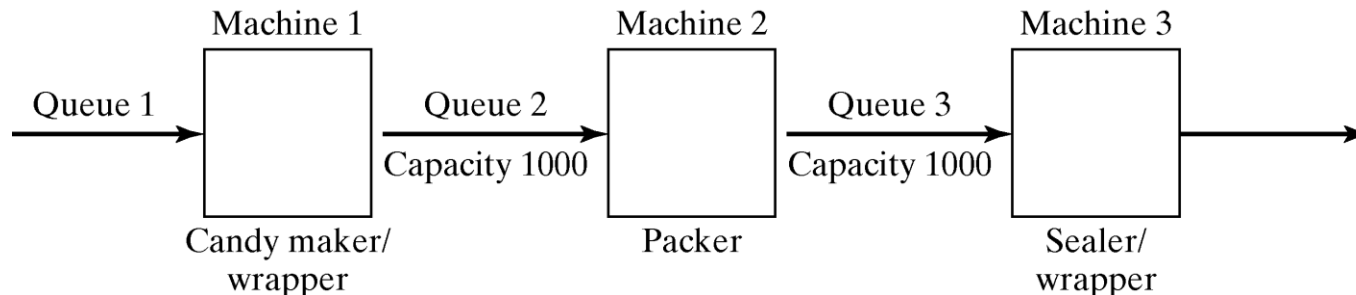 Machine 1
Machine 2
Machine 3
Queue 1
Queue 2
Queue 3
Capacity 1000
Capacity 1000
Candy maker/
wrapper
Packer
Sealer/
wrapper